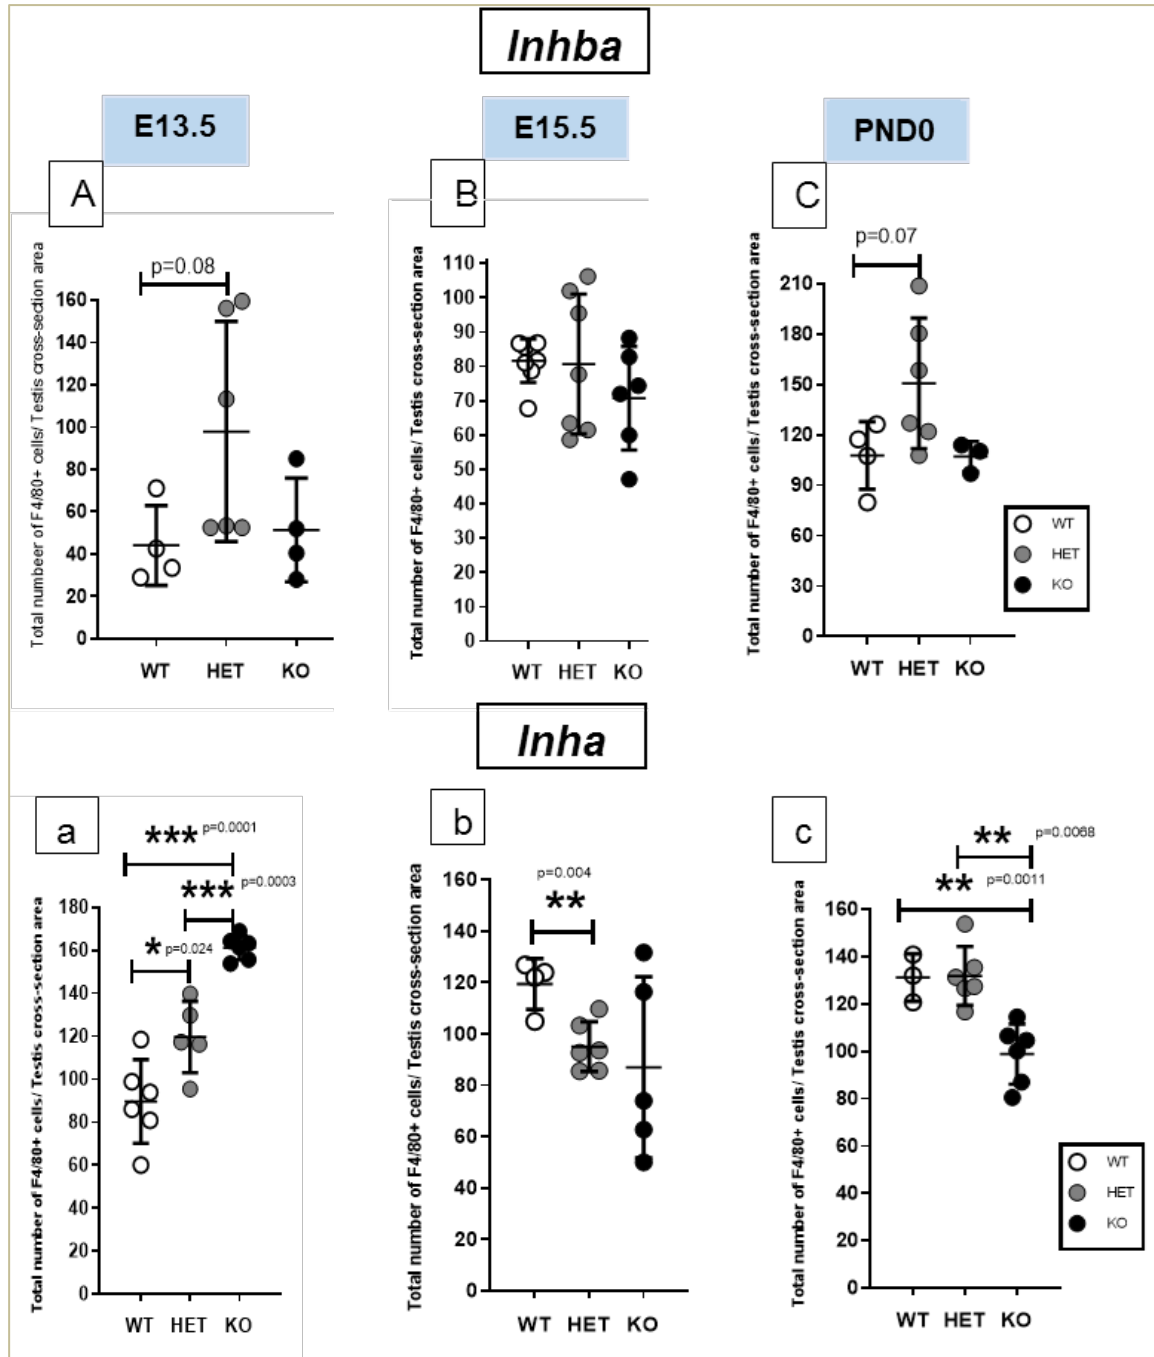 Inhba
E13.5
E15.5
PND0
A
B
C
Total numbeer of F4/80+ cells/ Testis cross-section area
p=0.08
160
140
120
100
80
60
40
20
0
WT HET KO
Total number of F4/80+ cells/ Testis cross-section area
110
100
90
80
70
60
50
40
30
20
10
0
WT HET KO
Total number of F4/80+ cells/ Testis cross-section area
p=0.07
210
180
150
120
90
60
30
0
WT HET KO
WT
HET
KO
Inha
a
b
c
Total number of F4/80+ cells/ Testis cross-section area
*** p=0.0001
*** p=0.0003
* p=0.024
180
160
140
120
100
80
60
40
20
0
WT HET KO
Total number of F4/80+ cells/ Testis cross-section area
p=0.004
**
160
140
120
100
80
60
40
20
0
WT HET KO
Total number of F4/80+ cells/ Testis cross-section area
** p=0.0068
** p=0.0011
160
140
120
100
80
60
40
20
0
WT HET KO
WT
HET
KO